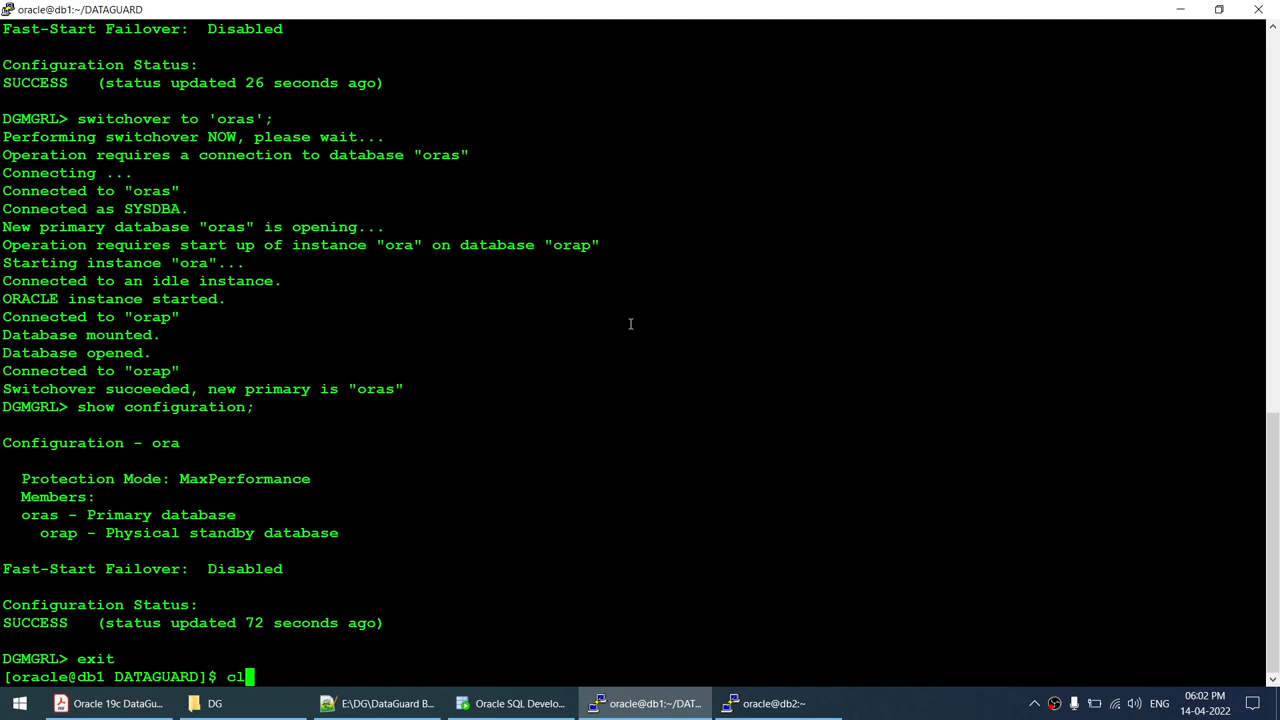 oracle@db1:~/DATAGUARD
Fast-Start Failover:  Disabled
Configuration Status:
SUCCESS   (status updated 26 seconds ago)
DGMGRL> switchover to 'oras';
Performing switchover NOW, please wait...
Operation requires a connection to database "oras"
Connecting ...
Connected to "oras"
Connected as SYSDBA.
New primary database "oras" is opening...
Operation requires start up of instance "ora" on database "orap"
Starting instance "ora"...
Connected to an idle instance.
ORACLE instance started.
Connected to "orap"
Database mounted.
Database opened.
Connected to "orap"
Switchover succeeded, new primary is "oras"
DGMGRL> show configuration;
Configuration - ora
Protection Mode: MaxPerformance
Members:
oras - Primary database
orap - Physical standby database
Fast-Start Failover:  Disabled
Configuration Status:
SUCCESS   (status updated 72 seconds ago)
DGMGRL> exit
[oracle@db1 DATAGUARD]$ cl
Oracle 19c DataGu... DG E:\DG\DataGuard B... Oracle SQL Develo... oracle@db1:~/DAT... oracle@db2:~ ENG 06:02 PM
14-04-2022